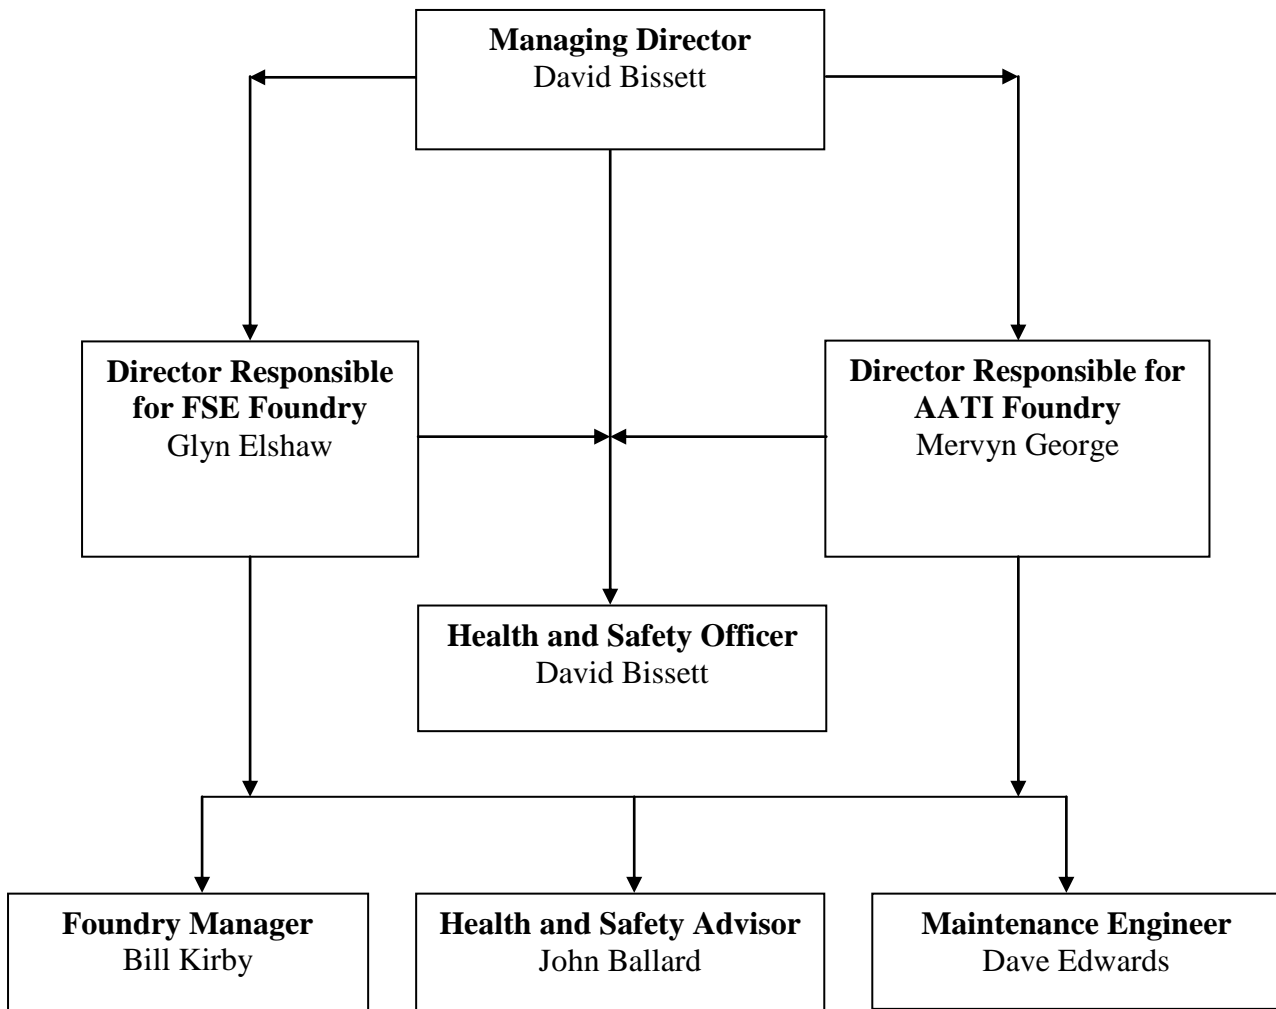 Managing Director
David Bissett
Director Responsible
for FSE Foundry
Glyn Elshaw
Director Responsible for
AATI Foundry
Mervyn George
Health and Safety Officer
David Bissett
Foundry Manager
Bill Kirby
Health and Safety Advisor
John Ballard
Maintenance Engineer
Dave Edwards